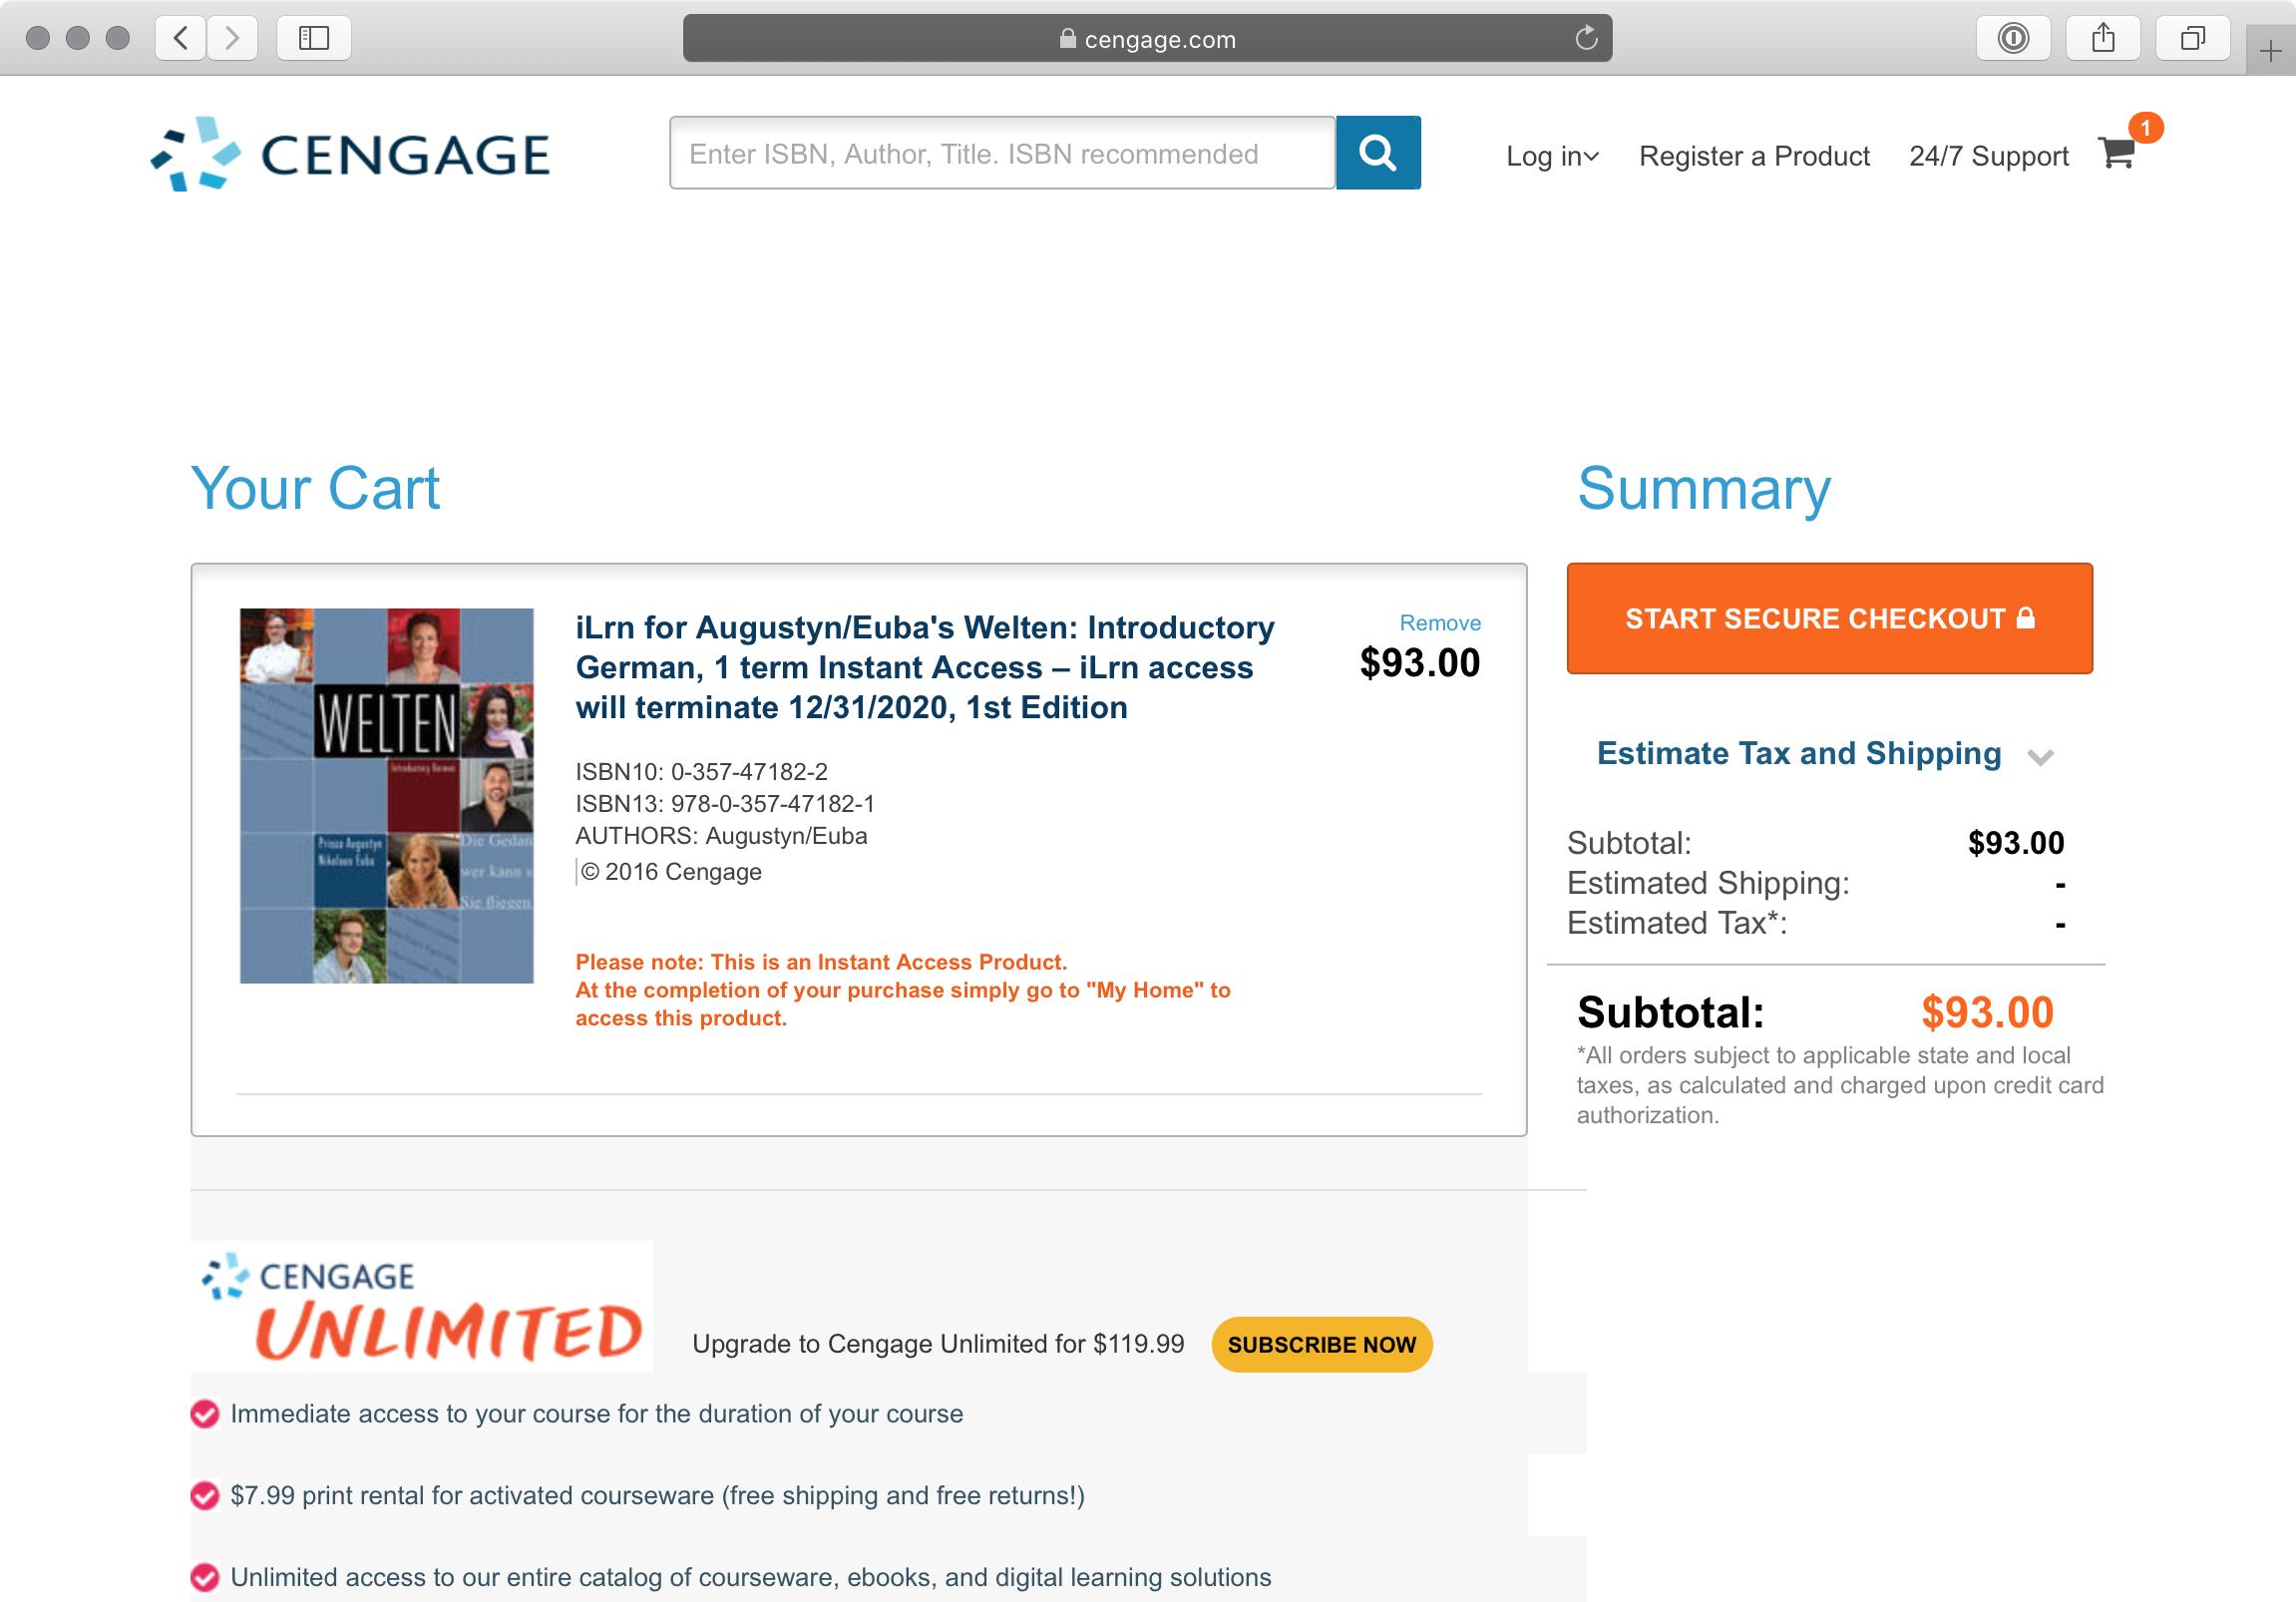 cengage.com
CENGAGE
Enter ISBN, Author, Title. ISBN recommended
Log in
Register a Product
24/7 Support
1
Your Cart
Summary
WELTEN
Introductory German
Prisca Augustyn
Nikolaus Euba
Die Gedan
wer kann s
Sie fliegen
iLrn for Augustyn/Euba's Welten: Introductory
German, 1 term Instant Access – iLrn access
will terminate 12/31/2020, 1st Edition
Remove
$93.00
ISBN10: 0-357-47182-2
ISBN13: 978-0-357-47182-1
AUTHORS: Augustyn/Euba
© 2016 Cengage
Please note: This is an Instant Access Product.
At the completion of your purchase simply go to "My Home" to
access this product.
START SECURE CHECKOUT
Estimate Tax and Shipping
Subtotal: $93.00
Estimated Shipping: -
Estimated Tax*: -
Subtotal: $93.00
*All orders subject to applicable state and local
taxes, as calculated and charged upon credit card
authorization.
CENGAGE
UNLIMITED
Upgrade to Cengage Unlimited for $119.99
SUBSCRIBE NOW
Immediate access to your course for the duration of your course
$7.99 print rental for activated courseware (free shipping and free returns!)
Unlimited access to our entire catalog of courseware, ebooks, and digital learning solutions